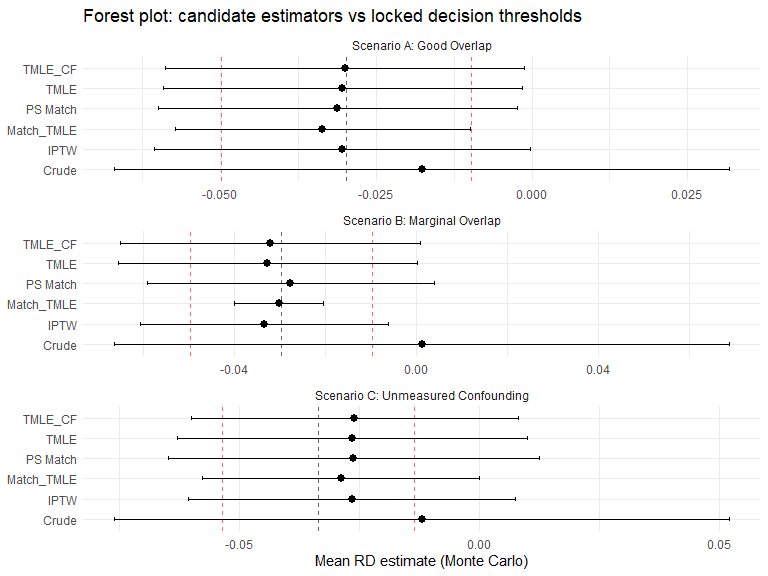 Forest plot: candidate estimators vs locked decision thresholds
Scenario A: Good Overlap
TMLE_CF
TMLE
PS Match
Match_TMLE
IPTW
Crude
-0.050 -0.025 0.000 0.025
Scenario B: Marginal Overlap
TMLE_CF
TMLE
PS Match
Match_TMLE
IPTW
Crude
-0.04 0.00 0.04
Scenario C: Unmeasured Confounding
TMLE_CF
TMLE
PS Match
Match_TMLE
IPTW
Crude
-0.05 0.00 0.05
Mean RD estimate (Monte Carlo)